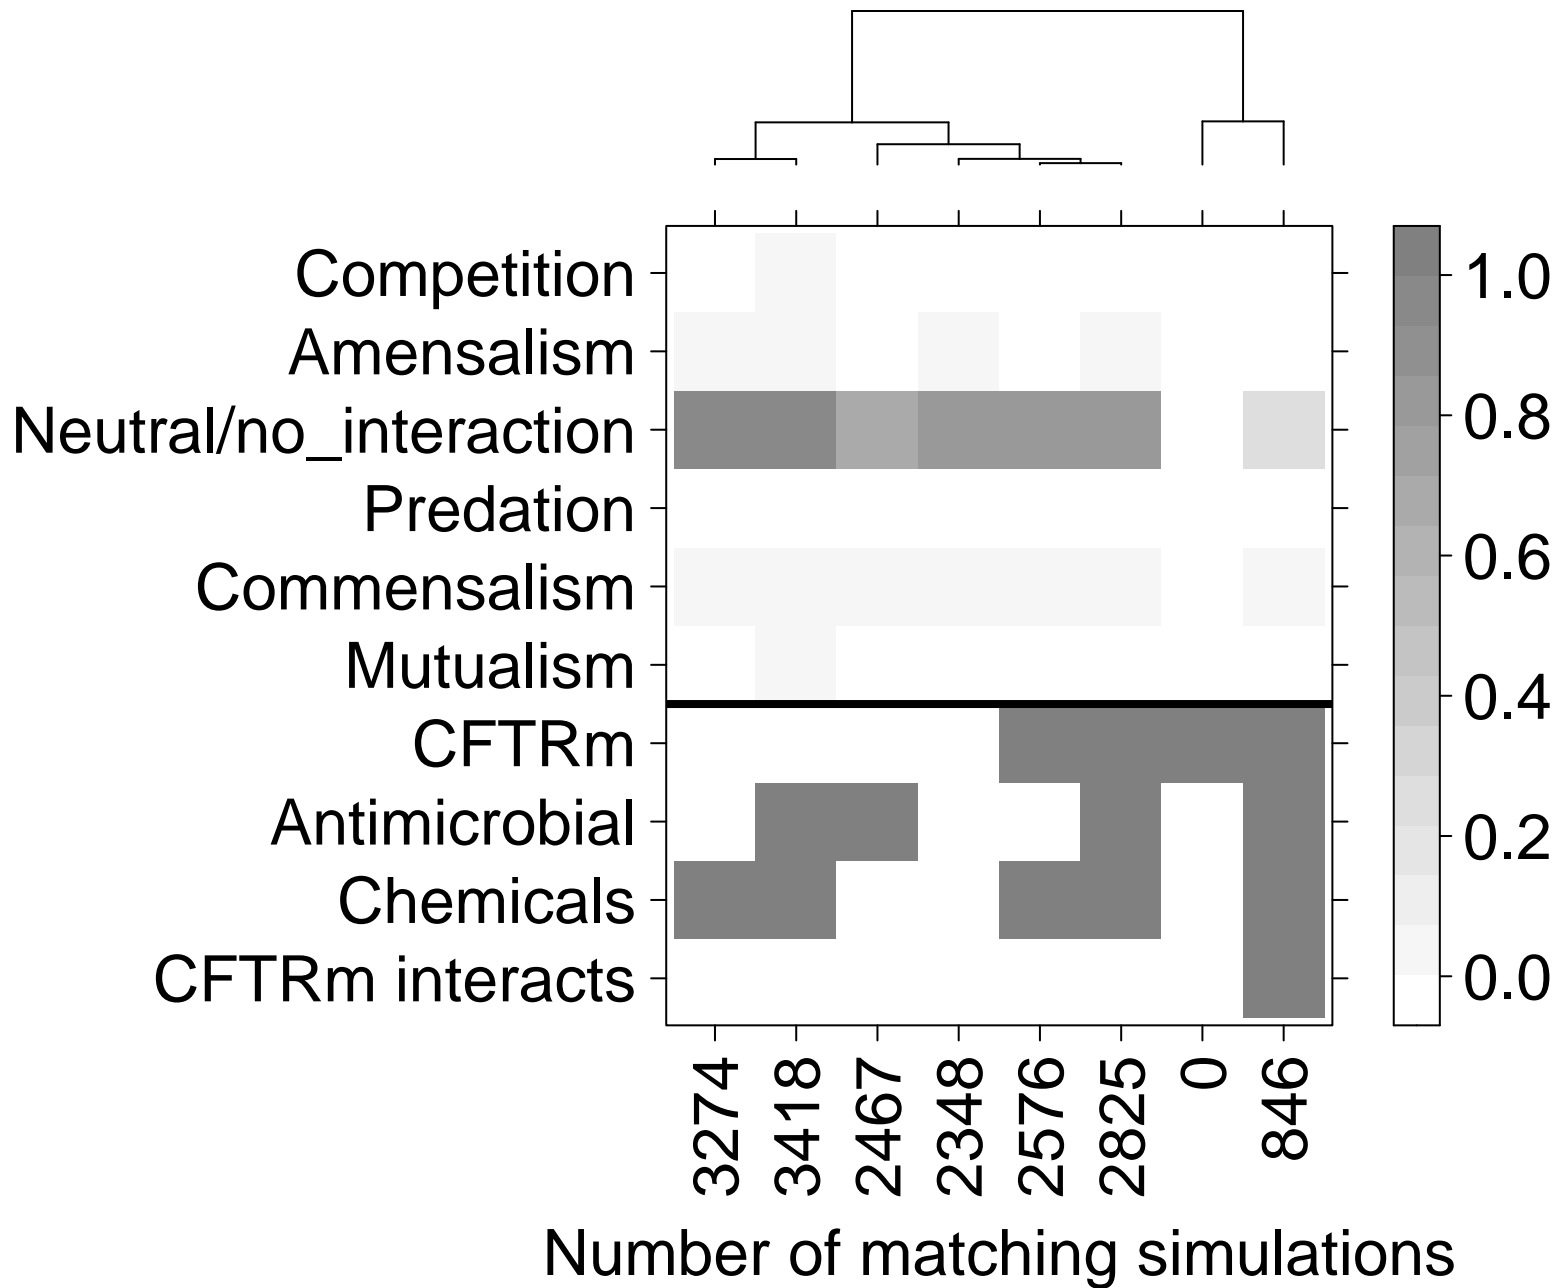 Competition
Amensalism
Neutral/no_interaction
Predation
Commensalism
Mutualism
CFTRm
Antimicrobial
Chemicals
CFTRm interacts
1.0
0.8
0.6
0.4
0.2
0.0
3274
3418
2467
2348
2576
2825
0
846
Number of matching simulations